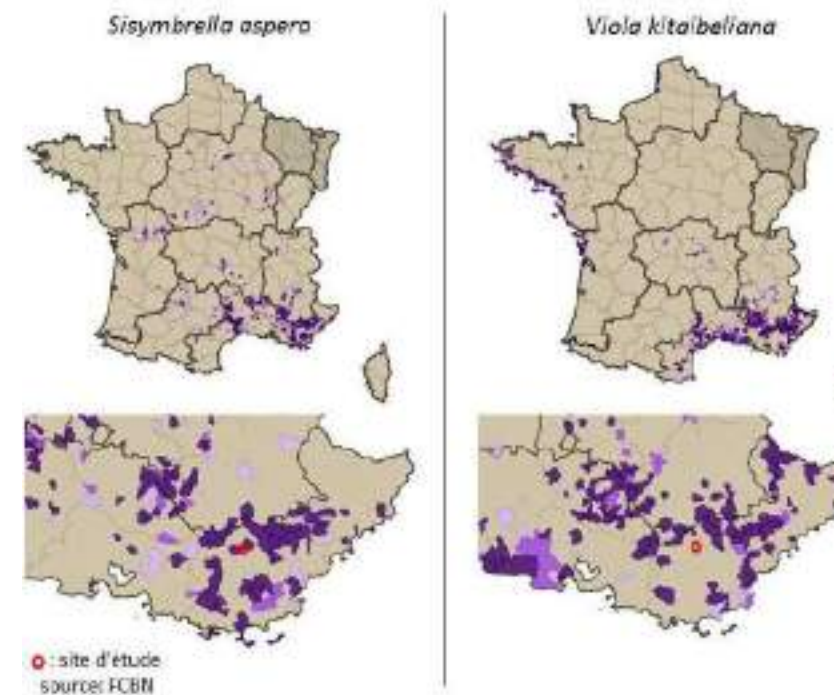 Sisymbrella aspera
Viola kitaibeliana
: site d'étude
source: FCBN